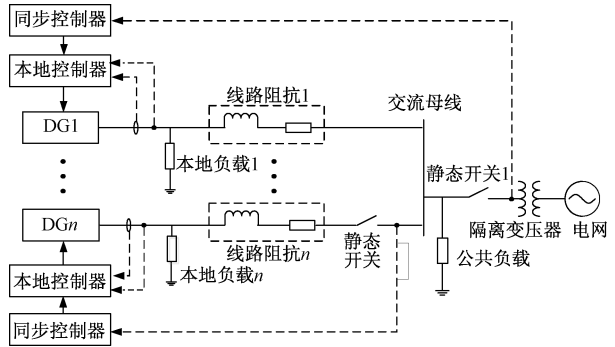 同步控制器
本地控制器
DG1
线路阻抗1
本地负载1
交流母线
静态开关1
隔离变压器
电网
DGn
线路阻抗n
本地负载n
静态
开关
公共负载
本地控制器
同步控制器